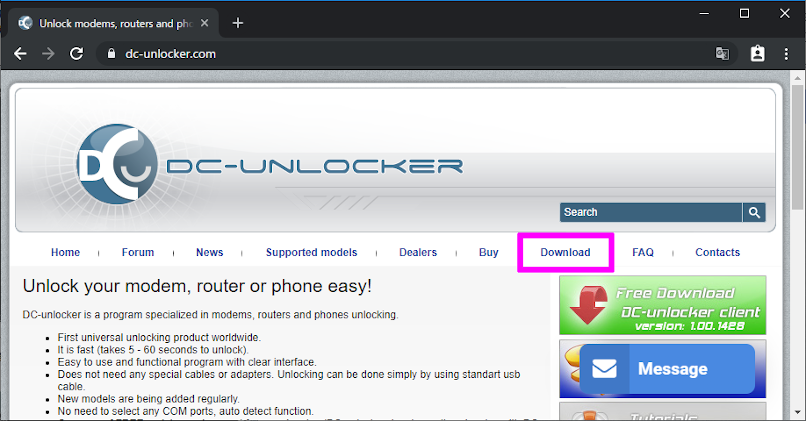 Unlock modems, routers and pho
dc-unlocker.com
DC-UNLOCKER
Search
Home | Forum | News | Supported models | Dealers | Buy | Download | FAQ | Contacts
Unlock your modem, router or phone easy!
DC-unlocker is a program specialized in modems, routers and phones unlocking.
First universal unlocking product worldwide.
It is fast (takes 5 - 60 seconds to unlock).
Easy to use and functional program with clear interface.
Does not need any special cables or adapters. Unlocking can be done simply by using standart usb
cable.
New models are being added regularly.
No need to select any COM ports, auto detect function.
Free Download
DC-unlocker client
version: 1.00.1428
Message
Tutorials